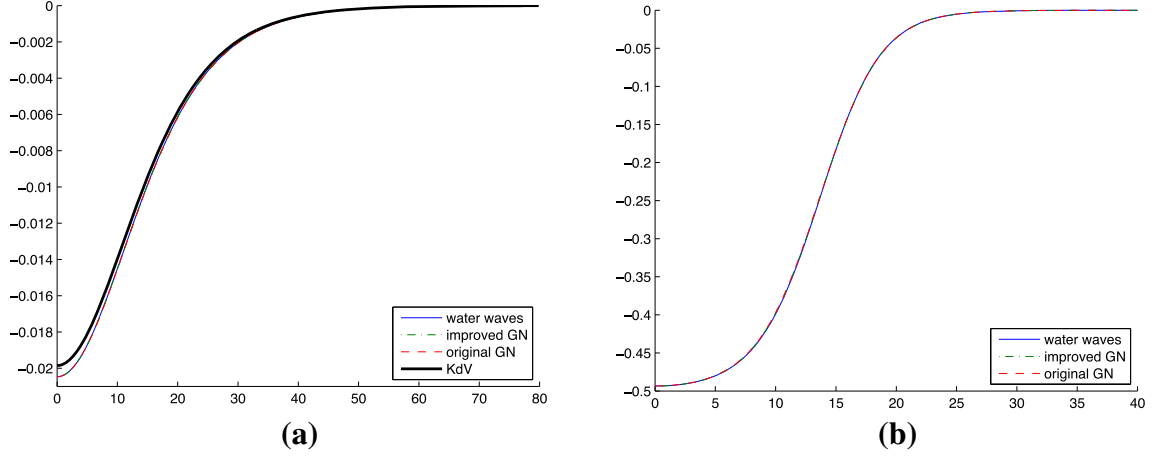 0
−0.002
−0.004
−0.006
−0.008
−0.01
−0.012
−0.014
−0.016
−0.018
−0.02
0 10 20 30 40 50 60 70 80
water waves
improved GN
original GN
KdV
(a)
0
−0.05
−0.1
−0.15
−0.2
−0.25
−0.3
−0.35
−0.4
−0.45
−0.5
0 5 10 15 20 25 30 35 40
water waves
improved GN
original GN
(b)